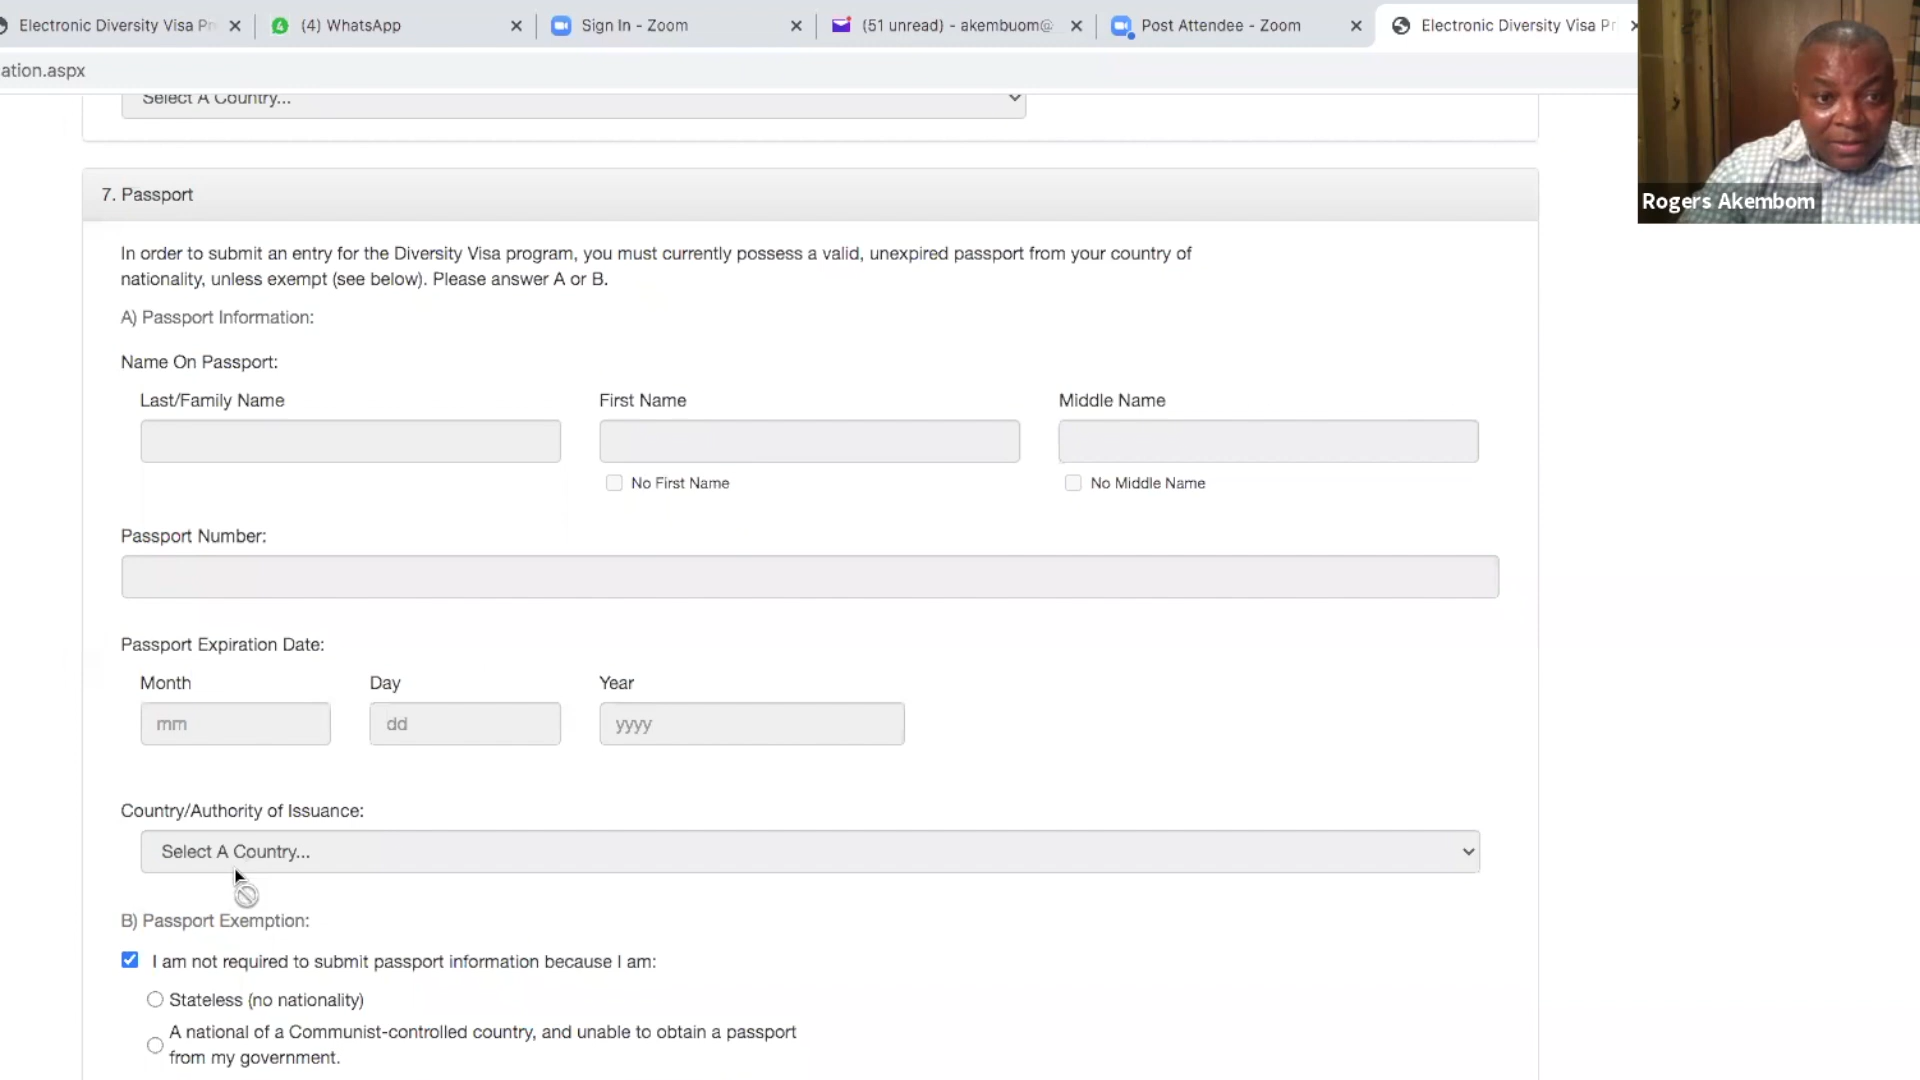 Electronic Diversity Visa Pr
(4) WhatsApp
Sign In - Zoom
(51 unread) - akembuom@
Post Attendee - Zoom
Electronic Diversity Visa Pr
ation.aspx
Select A Country...
Rogers Akembom
7. Passport
In order to submit an entry for the Diversity Visa program, you must currently possess a valid, unexpired passport from your country of
nationality, unless exempt (see below). Please answer A or B.
A) Passport Information:
Name On Passport:
Last/Family Name
First Name
Middle Name
No First Name
No Middle Name
Passport Number:
Passport Expiration Date:
Month
Day
Year
mm
dd
yyyy
Country/Authority of Issuance:
Select A Country...
B) Passport Exemption:
I am not required to submit passport information because I am:
Stateless (no nationality)
A national of a Communist-controlled country, and unable to obtain a passport
from my government.